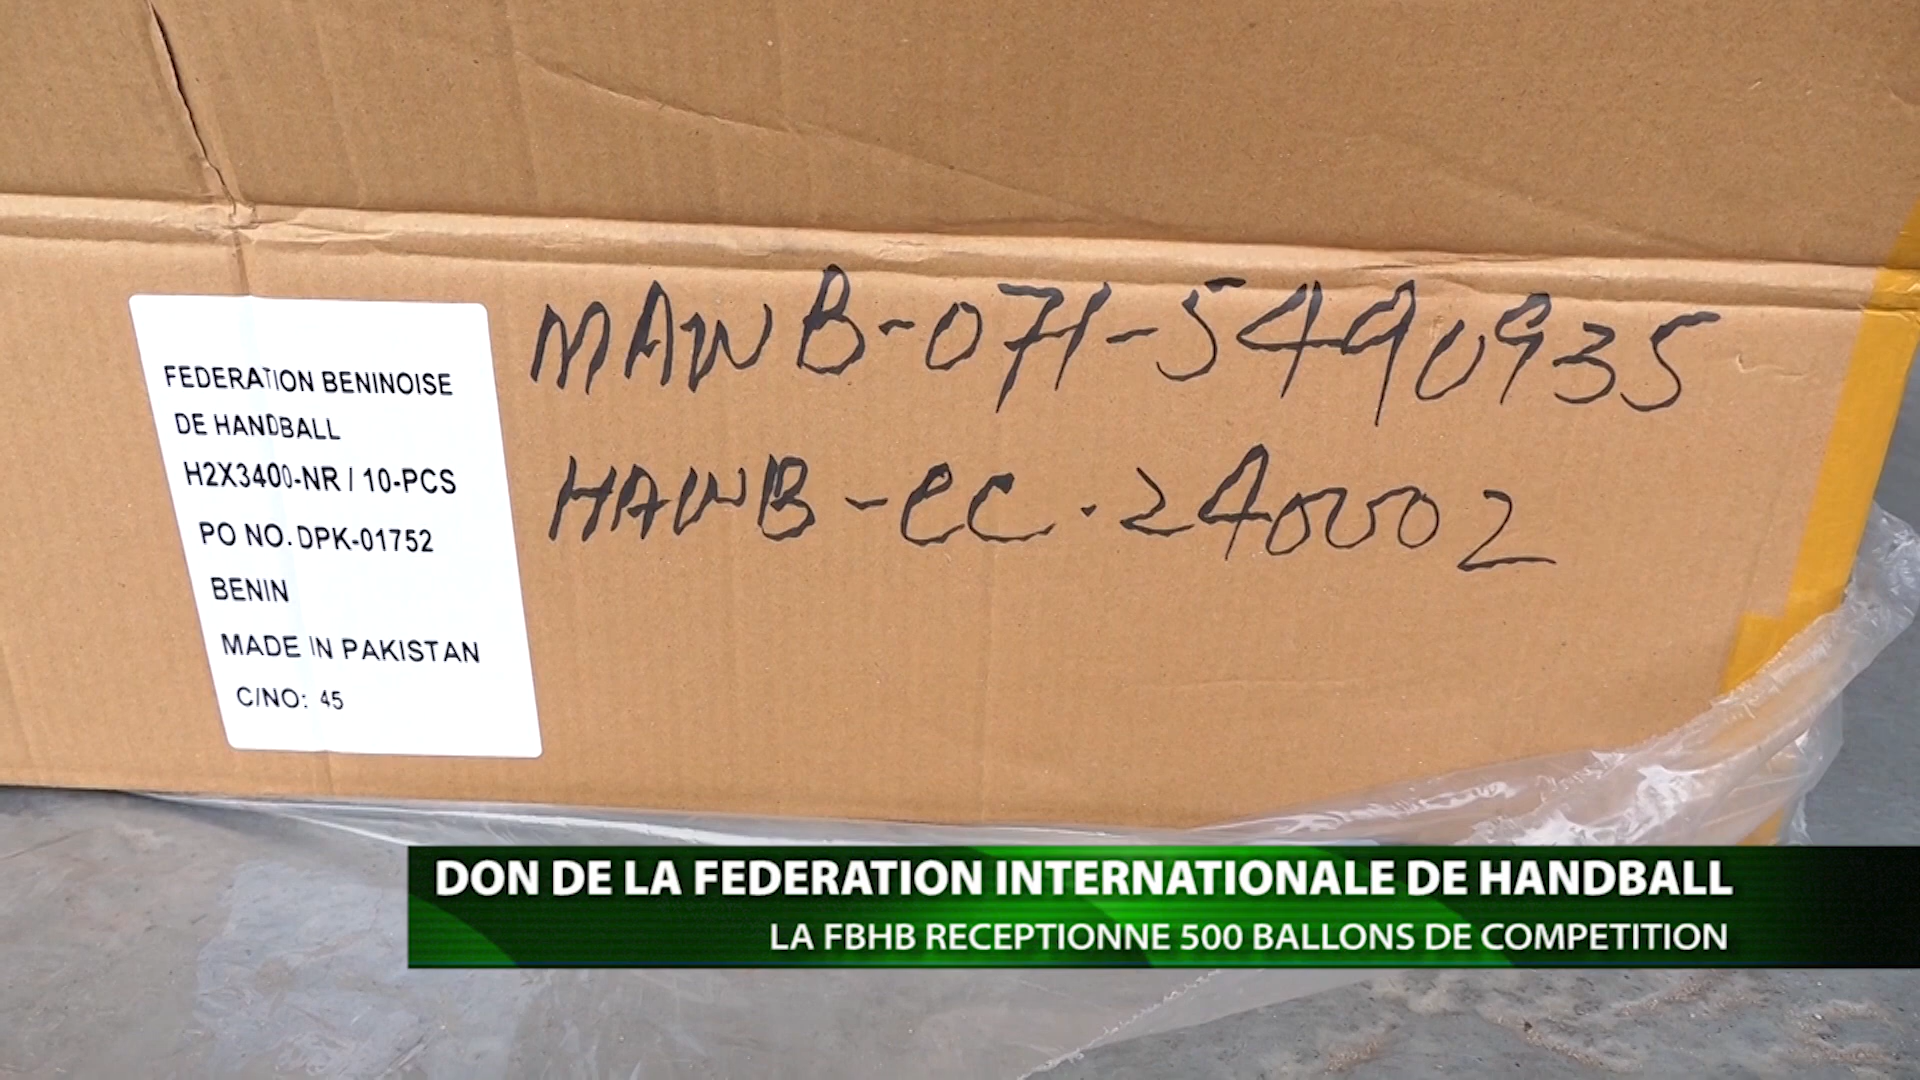 FEDERATION BENINOISE
DE HANDBALL
H2X3400-NR / 10-PCS
PO NO. DPK-01752
BENIN
MADE IN PAKISTAN
C/NO: 45
MAWB-071-54490935
HAWB-CC.240002
DON DE LA FEDERATION INTERNATIONALE DE HANDBALL
LA FBHB RECEPTIONNE 500 BALLONS DE COMPETITION